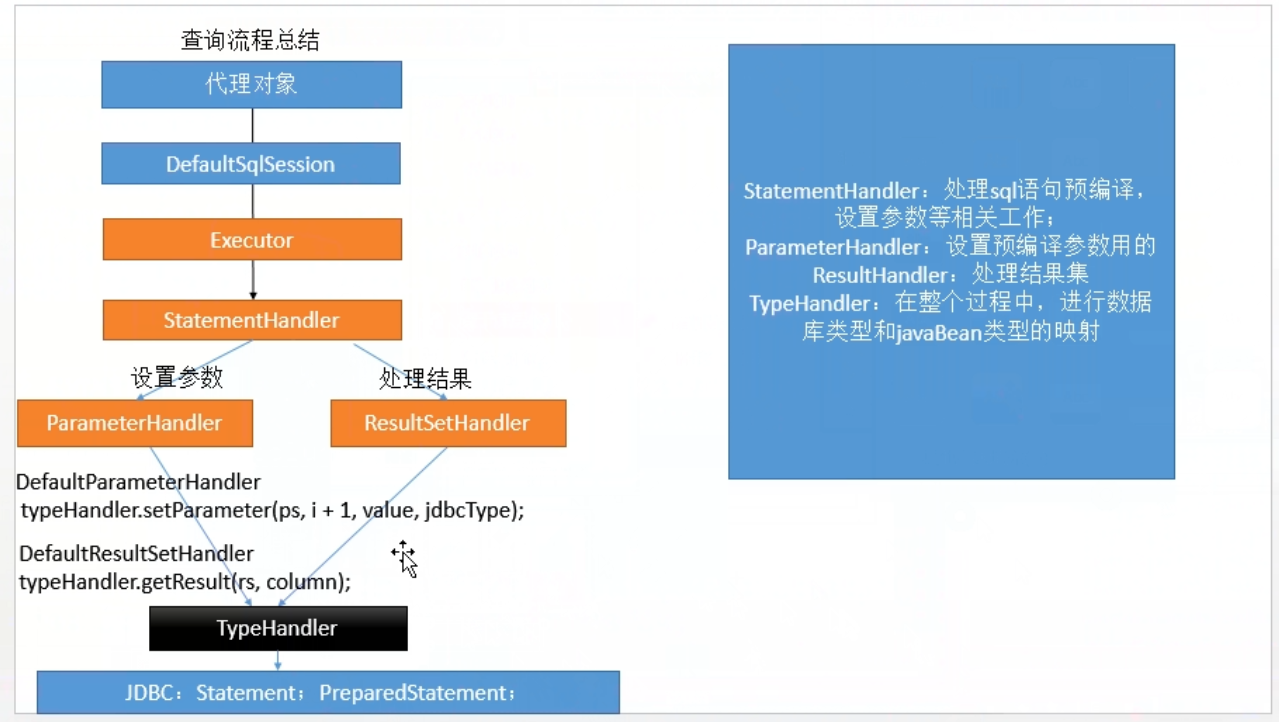 查询流程总结
代理对象
DefaultSqlSession
Executor
StatementHandler
设置参数
处理结果
ParameterHandler
ResultSetHandler
DefaultParameterHandler
typeHandler.setParameter(ps, i + 1, value, jdbcType);
DefaultResultSetHandler
typeHandler.getResult(rs, column);
TypeHandler
JDBC：Statement；PreparedStatement；
StatementHandler：处理sql语句预编译，
设置参数等相关工作；
ParameterHandler：设置预编译参数用的
ResultHandler：处理结果集
TypeHandler：在整个过程中，进行数据
库类型和javaBean类型的映射